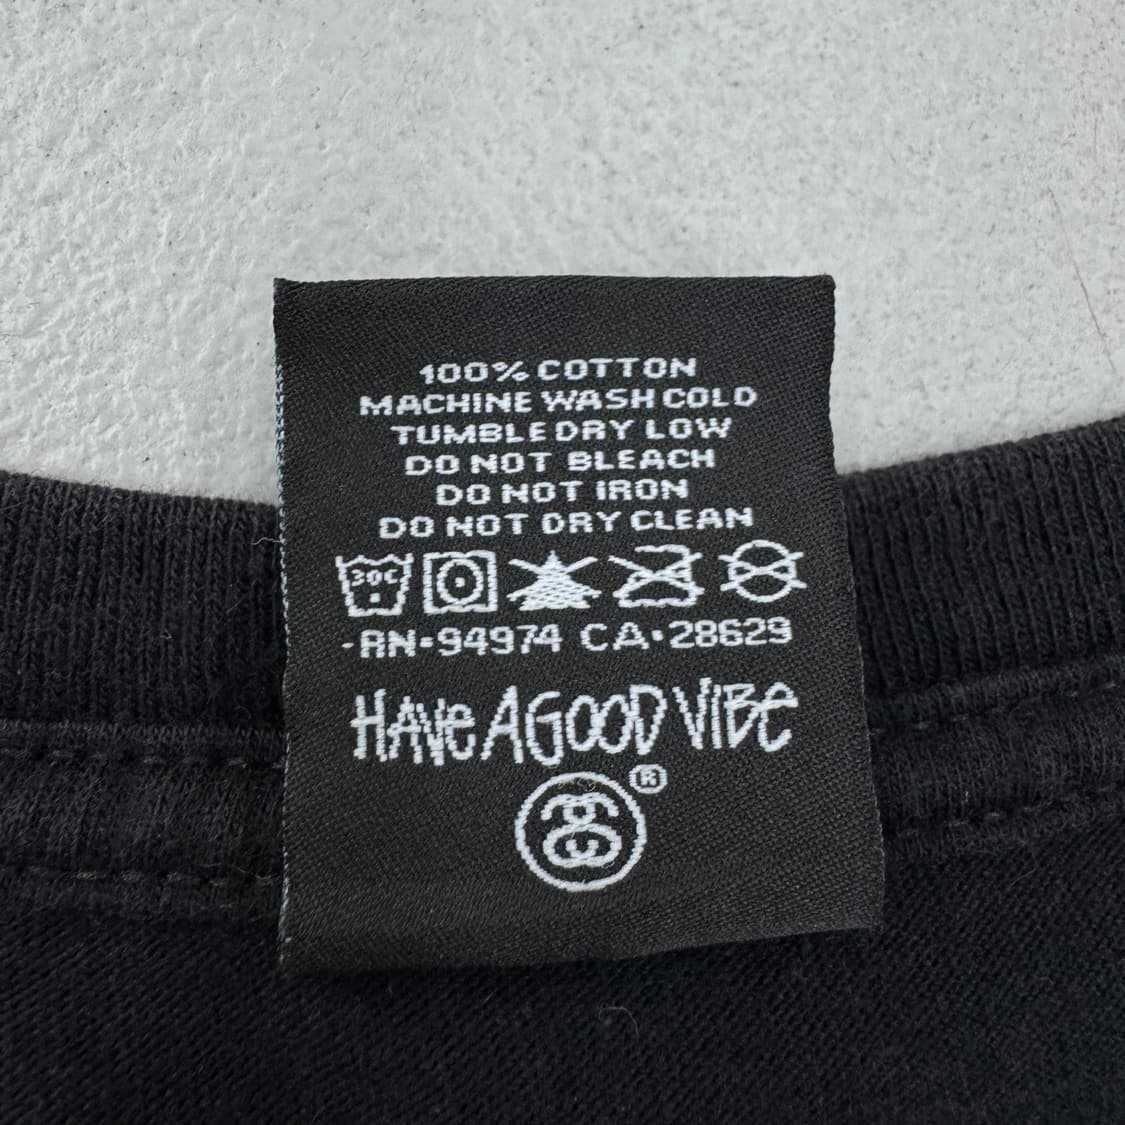 100% COTTON
MACHINE WASH COLD
TUMBLE DRY LOW
DO NOT BLEACH
DO NOT IRON
DO NOT DRY CLEAN
30C
-RN•94974 CA•28629
HAVE A GOOD VIBE
®